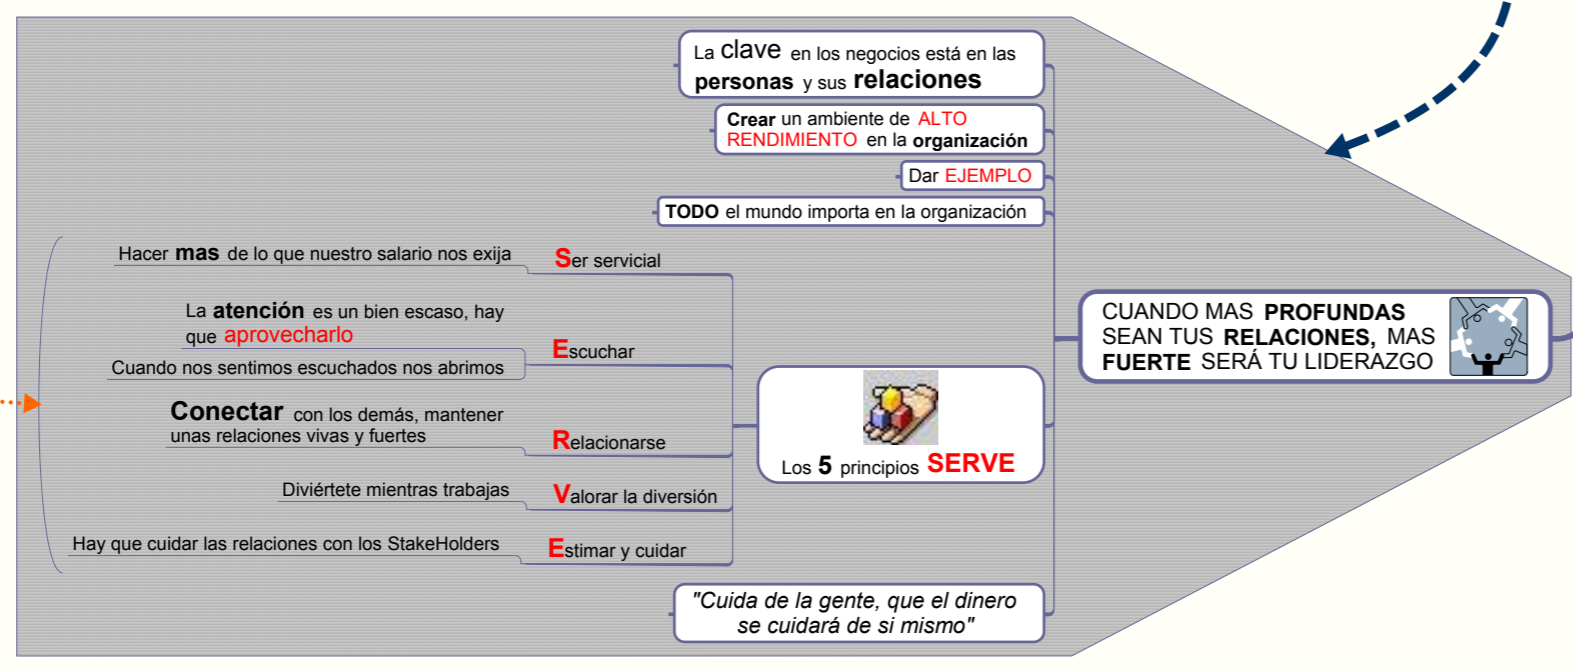 La clave en los negocios está en las
personas y sus relaciones
Crear un ambiente de ALTO
RENDIMIENTO en la organización
Dar EJEMPLO
TODO el mundo importa en la organización
Hacer mas de lo que nuestro salario nos exija
Ser servicial
La atención es un bien escaso, hay
que aprovecharlo
Cuando nos sentimos escuchados nos abrimos
Escuchar
Conectar con los demás, mantener
unas relaciones vivas y fuertes
Relacionarse
Diviértete mientras trabajas
Valorar la diversión
Hay que cuidar las relaciones con los StakeHolders
Estimar y cuidar
Los 5 principios SERVE
"Cuida de la gente, que el dinero
se cuidará de si mismo"
CUANDO MAS PROFUNDAS
SEAN TUS RELACIONES, MAS
FUERTE SERÁ TU LIDERAZGO